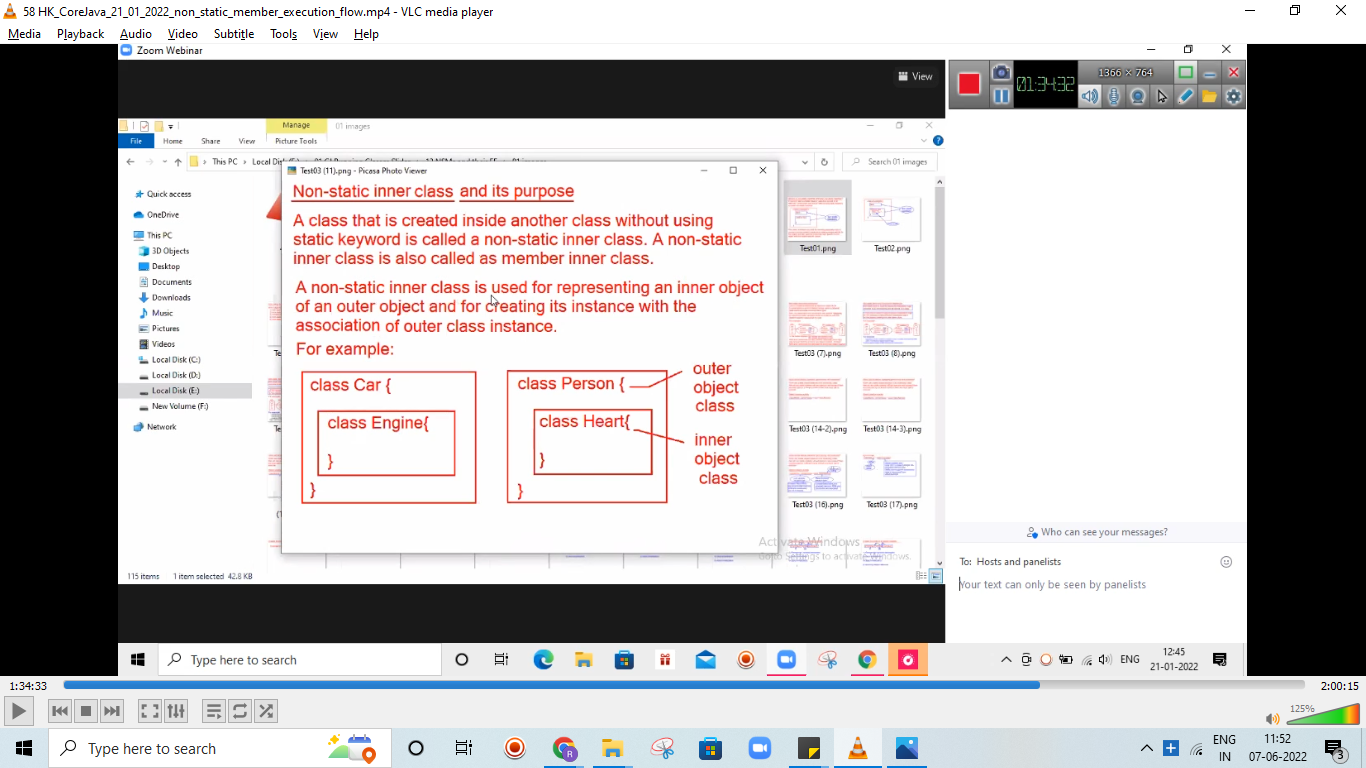 58 HK_CoreJava_21_01_2022_non_static_member_execution_flow.mp4 - VLC media player
Media Playback Audio Video Subtitle Tools View Help
Zoom Webinar
View
01:34:32
1366 × 764
Manage
01 images
File Home Share View Picture Tools
This PC
Search 01 images
Test03 (11).png - Picasa Photo Viewer
Quick access
OneDrive
This PC
3D Objects
Desktop
Documents
Downloads
Music
Pictures
Videos
Local Disk (C:)
Local Disk (D:)
Local Disk (E:)
New Volume (F:)
Network
Non-static inner class and its purpose
A class that is created inside another class without using
static keyword is called a non-static inner class. A non-static
inner class is also called as member inner class.
A non-static inner class is used for representing an inner object
of an outer object and for creating its instance with the
association of outer class instance.
For example:
class Car {
class Engine{
}
}
class Person {
class Heart{
}
}
outer
object
class
inner
object
class
Test01.png Test02.png
Test03 (7).png Test03 (8).png
Test03 (14-2).png Test03 (14-3).png
Test03 (16).png Test03 (17).png
Activate Windows
Go to Settings to activate Windows.
115 items 1 item selected 42.8 KB
Who can see your messages?
To: Hosts and panelists
Your text can only be seen by panelists
Type here to search
ENG
12:45
21-01-2022
1:34:33
2:00:15
125%
Type here to search
ENG
IN
11:52
07-06-2022
3